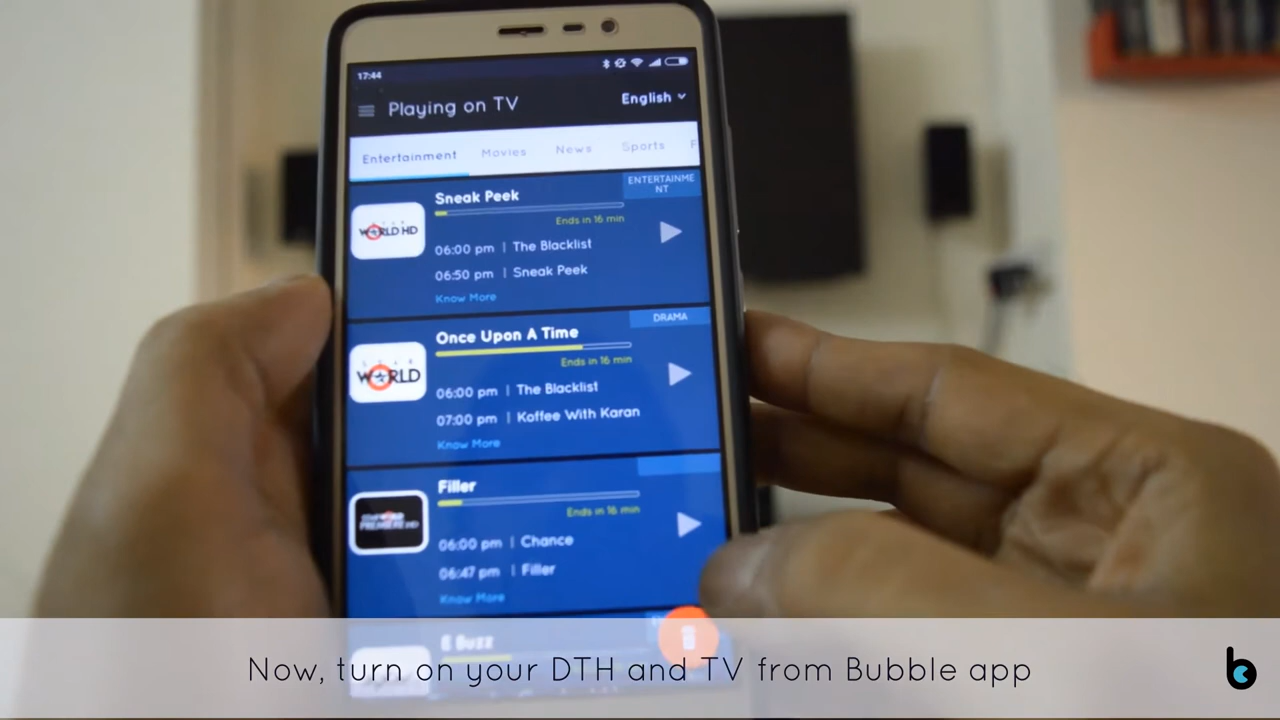 17:44
Playing on TV
English
Entertainment Movies News Sports F
ENTERTAINME
NT
Sneak Peek
Ends in 16 min
WORLD HD
06:00 pm | The Blacklist
06:50 pm | Sneak Peek
Know More
DRAMA
Once Upon A Time
Ends in 16 min
STAR
WORLD
06:00 pm | The Blacklist
07:00 pm | Koffee With Karan
Know More
Filler
Ends in 16 min
PREMIERE HD
06:00 pm | Chance
06:47 pm | Filler
Know More
E Buzz
Now, turn on your DTH and TV from Bubble app